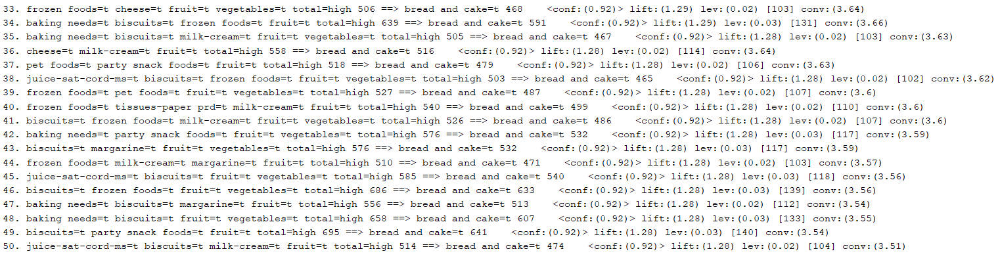 33. frozen foods=t cheese=t fruit=t vegetables=t total=high 506 ==> bread and cake=t 468    <conf:(0.92)> lift:(1.29) lev:(0.02) [103] conv:(3.64)
34. baking needs=t biscuits=t frozen foods=t fruit=t total=high 639 ==> bread and cake=t 591    <conf:(0.92)> lift:(1.29) lev:(0.03) [131] conv:(3.66)
35. baking needs=t biscuits=t milk-cream=t fruit=t vegetables=t total=high 505 ==> bread and cake=t 467    <conf:(0.92)> lift:(1.28) lev:(0.02) [103] conv:(3.63)
36. cheese=t milk-cream=t fruit=t total=high 558 ==> bread and cake=t 516    <conf:(0.92)> lift:(1.28) lev:(0.02) [114] conv:(3.64)
37. pet foods=t party snack foods=t fruit=t total=high 518 ==> bread and cake=t 479    <conf:(0.92)> lift:(1.28) lev:(0.02) [106] conv:(3.63)
38. juice-sat-cord-ms=t biscuits=t frozen foods=t fruit=t vegetables=t total=high 503 ==> bread and cake=t 465    <conf:(0.92)> lift:(1.28) lev:(0.02) [102] conv:(3.62)
39. frozen foods=t pet foods=t fruit=t vegetables=t total=high 527 ==> bread and cake=t 487    <conf:(0.92)> lift:(1.28) lev:(0.02) [107] conv:(3.6)
40. frozen foods=t tissues-paper prd=t milk-cream=t fruit=t total=high 540 ==> bread and cake=t 499    <conf:(0.92)> lift:(1.28) lev:(0.02) [110] conv:(3.6)
41. biscuits=t frozen foods=t milk-cream=t fruit=t vegetables=t total=high 526 ==> bread and cake=t 486    <conf:(0.92)> lift:(1.28) lev:(0.02) [107] conv:(3.6)
42. baking needs=t party snack foods=t fruit=t vegetables=t total=high 576 ==> bread and cake=t 532    <conf:(0.92)> lift:(1.28) lev:(0.03) [117] conv:(3.59)
43. biscuits=t margarine=t fruit=t vegetables=t total=high 576 ==> bread and cake=t 532    <conf:(0.92)> lift:(1.28) lev:(0.03) [117] conv:(3.59)
44. frozen foods=t milk-cream=t margarine=t fruit=t total=high 510 ==> bread and cake=t 471    <conf:(0.92)> lift:(1.28) lev:(0.02) [103] conv:(3.57)
45. juice-sat-cord-ms=t biscuits=t fruit=t vegetables=t total=high 585 ==> bread and cake=t 540    <conf:(0.92)> lift:(1.28) lev:(0.03) [118] conv:(3.56)
46. biscuits=t frozen foods=t fruit=t vegetables=t total=high 686 ==> bread and cake=t 633    <conf:(0.92)> lift:(1.28) lev:(0.03) [139] conv:(3.56)
47. baking needs=t biscuits=t margarine=t fruit=t total=high 556 ==> bread and cake=t 513    <conf:(0.92)> lift:(1.28) lev:(0.02) [112] conv:(3.54)
48. baking needs=t biscuits=t fruit=t vegetables=t total=high 658 ==> bread and cake=t 607    <conf:(0.92)> lift:(1.28) lev:(0.03) [133] conv:(3.55)
49. biscuits=t party snack foods=t fruit=t total=high 695 ==> bread and cake=t 641    <conf:(0.92)> lift:(1.28) lev:(0.03) [140] conv:(3.54)
50. juice-sat-cord-ms=t biscuits=t milk-cream=t fruit=t total=high 514 ==> bread and cake=t 474    <conf:(0.92)> lift:(1.28) lev:(0.02) [104] conv:(3.51)